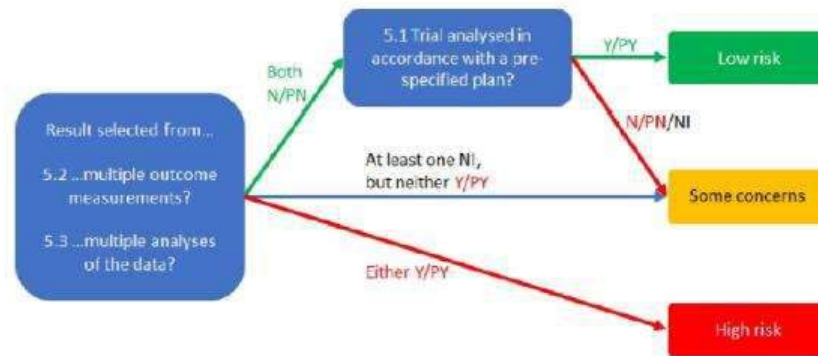 5.1 Trial analysed in
accordance with a pre-
specified plan?
Y/PY
Low risk
Both
N/PN
N/PN/NI
Result selected from...
5.2 ...multiple outcome
measurements?
5.3 ...multiple analyses
of the data?
At least one NI,
but neither Y/PY
Some concerns
Either Y/PY
High risk